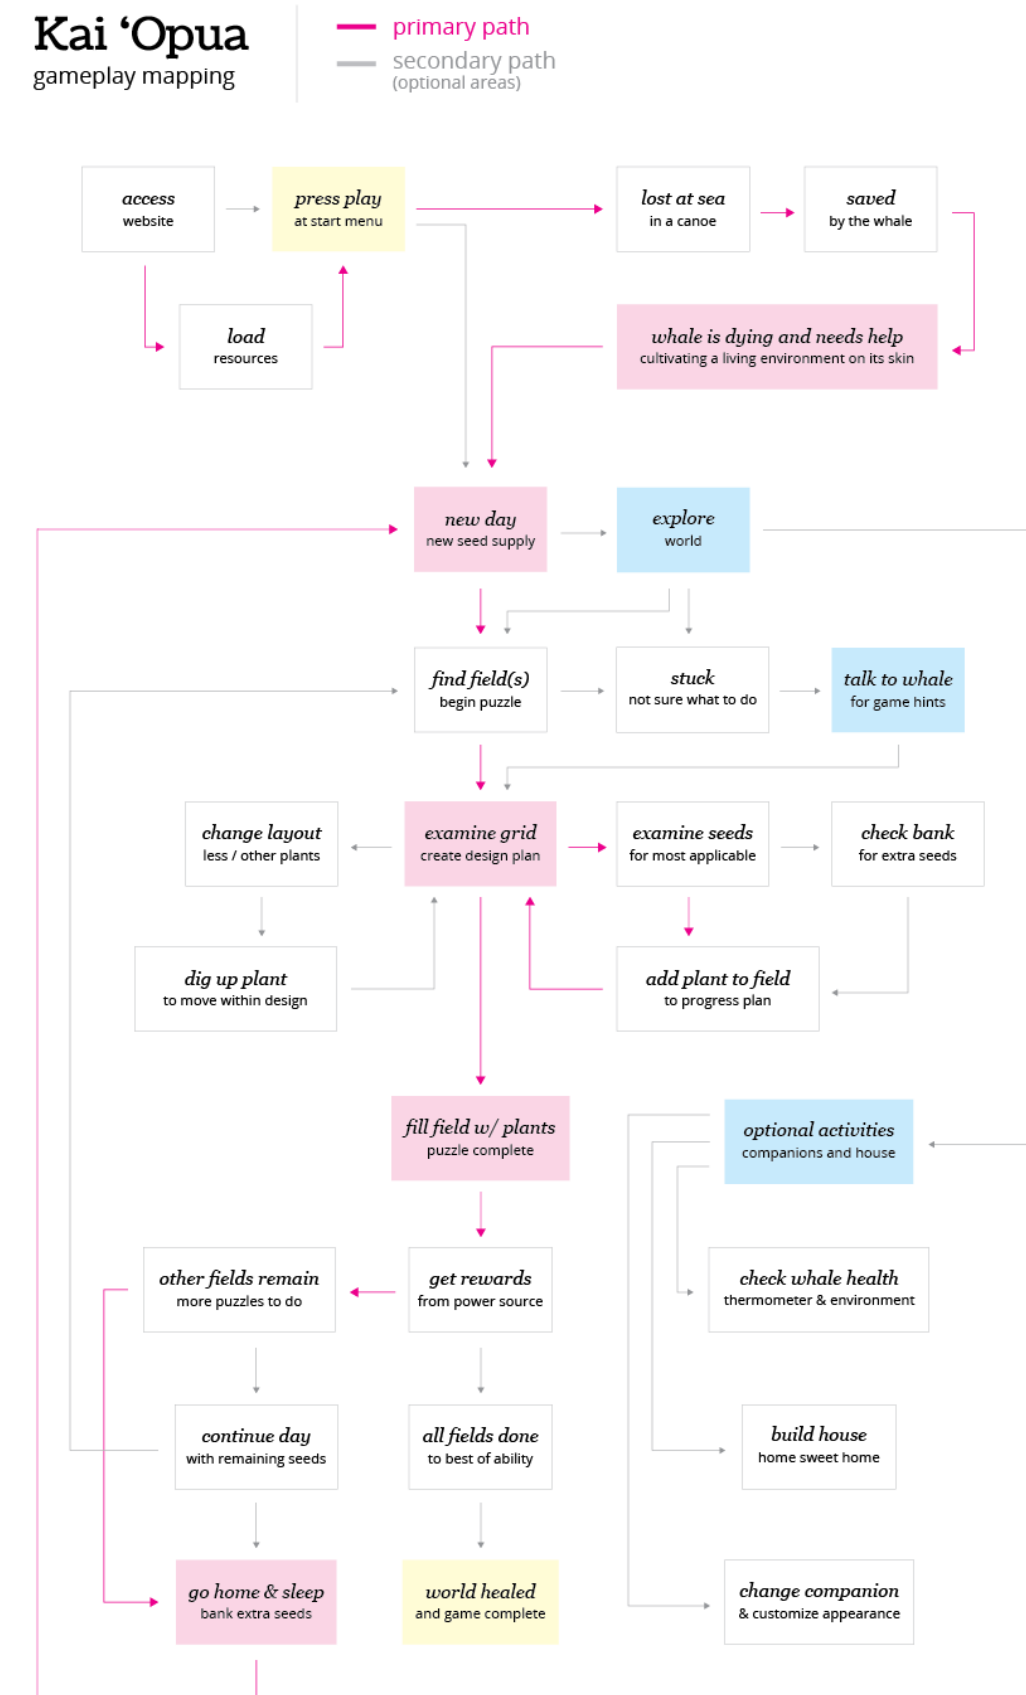 Kai ‘Opua
gameplay mapping
primary path
secondary path
(optional areas)
access
website
press play
at start menu
lost at sea
in a canoe
saved
by the whale
load
resources
whale is dying and needs help
cultivating a living environment on its skin
new day
new seed supply
explore
world
find field(s)
begin puzzle
stuck
not sure what to do
talk to whale
for game hints
change layout
less / other plants
examine grid
create design plan
examine seeds
for most applicable
check bank
for extra seeds
dig up plant
to move within design
add plant to field
to progress plan
fill field w/ plants
puzzle complete
optional activities
companions and house
other fields remain
more puzzles to do
get rewards
from power source
check whale health
thermometer & environment
continue day
with remaining seeds
all fields done
to best of ability
build house
home sweet home
go home & sleep
bank extra seeds
world healed
and game complete
change companion
& customize appearance